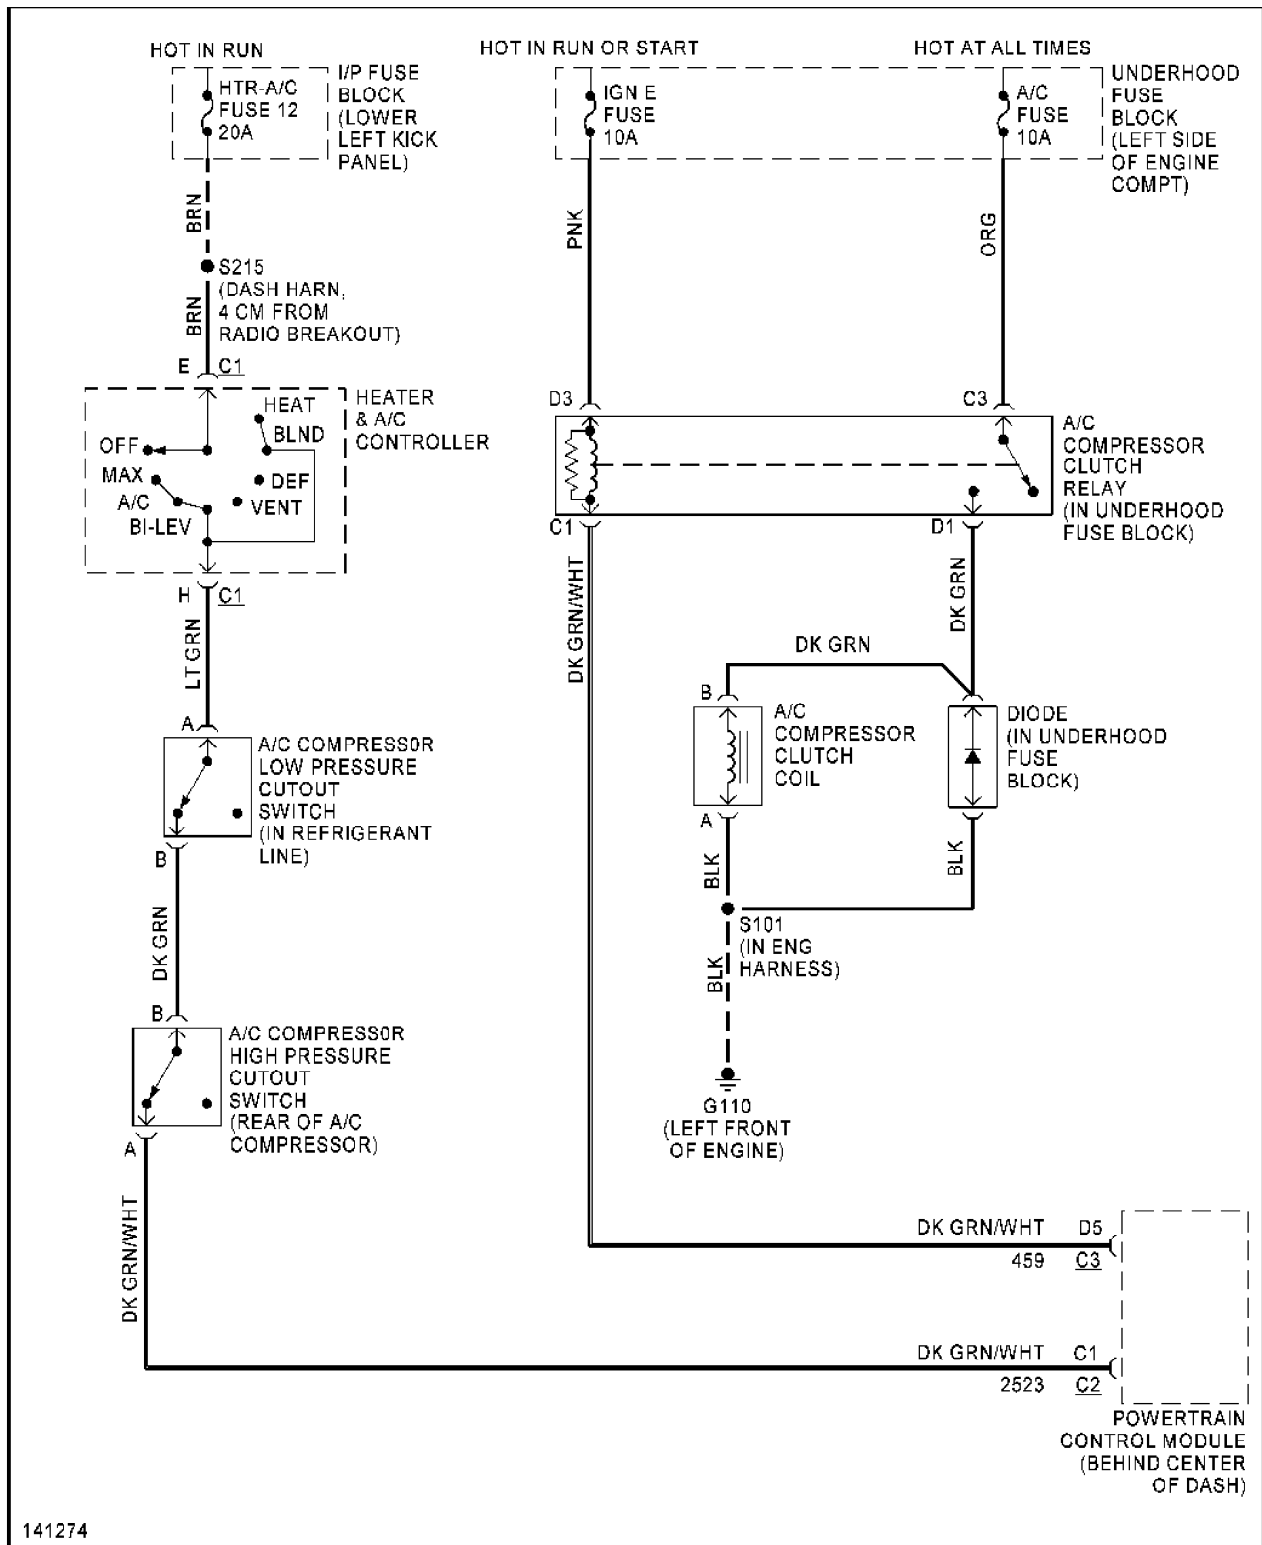 HOT IN RUN
HTR-A/C
FUSE 12
20A
I/P FUSE
BLOCK
(LOWER
LEFT KICK
PANEL)
HOT IN RUN OR START
IGN E
FUSE
10A
HOT AT ALL TIMES
A/C
FUSE
10A
UNDERHOOD
FUSE
BLOCK
(LEFT SIDE
OF ENGINE
COMPT)
BRN
S215
(DASH HARN,
4 CM FROM
RADIO BREAKOUT)
BRN
E C1
PNK
ORG
HEATER
& A/C
CONTROLLER
HEAT
BLND
OFF
MAX
A/C
BI-LEV
DEF
VENT
H C1
D3
C3
A/C
COMPRESSOR
CLUTCH
RELAY
(IN UNDERHOOD
FUSE BLOCK)
C1
D1
LT GRN
DK GRN/WHT
DK GRN
DK GRN
A
A/C COMPRESSOR
LOW PRESSURE
CUTOUT
SWITCH
(IN REFRIGERANT
LINE)
B
B
A/C
COMPRESSOR
CLUTCH
COIL
A
DIODE
(IN UNDERHOOD
FUSE
BLOCK)
BLK
BLK
S101
(IN ENG
HARNESS)
BLK
G110
(LEFT FRONT
OF ENGINE)
DK GRN
B
A/C COMPRESSOR
HIGH PRESSURE
CUTOUT
SWITCH
(REAR OF A/C
COMPRESSOR)
A
DK GRN/WHT
DK GRN/WHT D5
459 C3
DK GRN/WHT C1
2523 C2
POWERTRAIN
CONTROL MODULE
(BEHIND CENTER
OF DASH)
141274